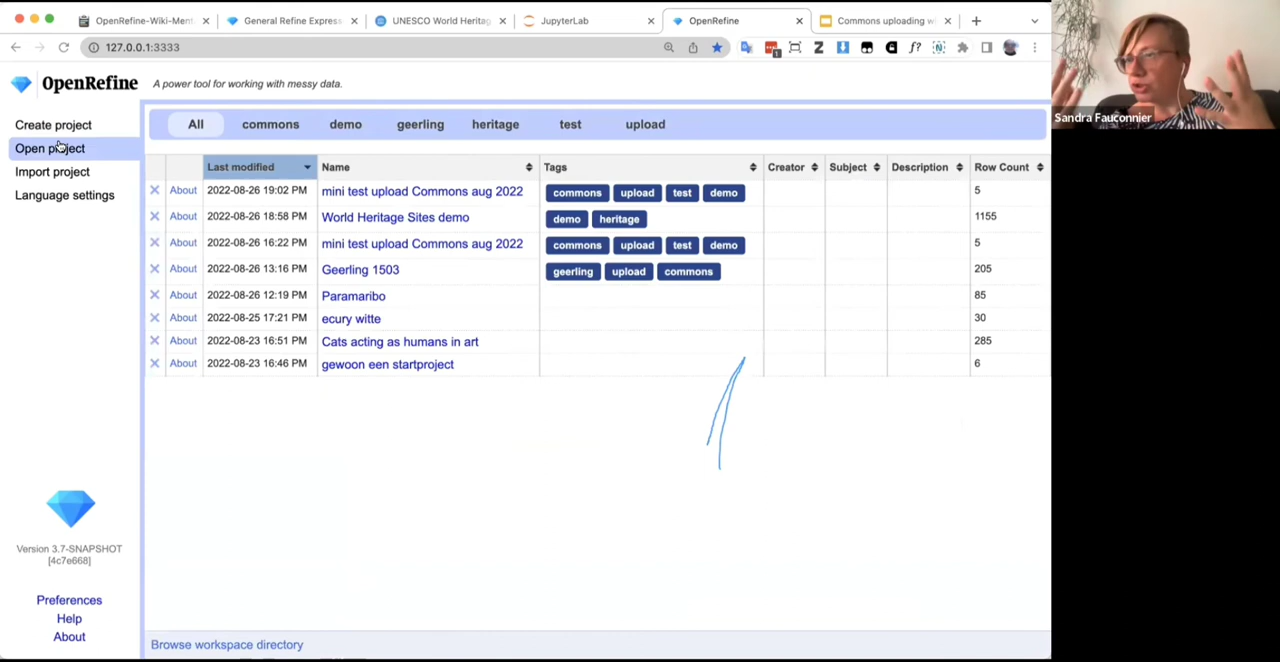 OpenRefine-Wiki-Ment
General Refine Express
UNESCO World Heritag
JupyterLab
OpenRefine
Commons uploading w
127.0.0.1:3333
OpenRefine
A power tool for working with messy data.
Create project
Open project
Import project
Language settings
All commons demo geerling heritage test upload
Last modified Name Tags Creator Subject Description Row Count
About 2022-08-26 19:02 PM mini test upload Commons aug 2022 commons upload test demo 5
About 2022-08-26 18:58 PM World Heritage Sites demo demo heritage 1155
About 2022-08-26 16:22 PM mini test upload Commons aug 2022 commons upload test demo 5
About 2022-08-26 13:16 PM Geerling 1503 geerling upload commons 205
About 2022-08-26 12:19 PM Paramaribo 85
About 2022-08-25 17:21 PM ecury witte 30
About 2022-08-23 16:51 PM Cats acting as humans in art 285
About 2022-08-23 16:46 PM gewoon een startproject 6
Version 3.7-SNAPSHOT
[4c7e668]
Preferences
Help
About
Browse workspace directory
Sandra Fauconnier